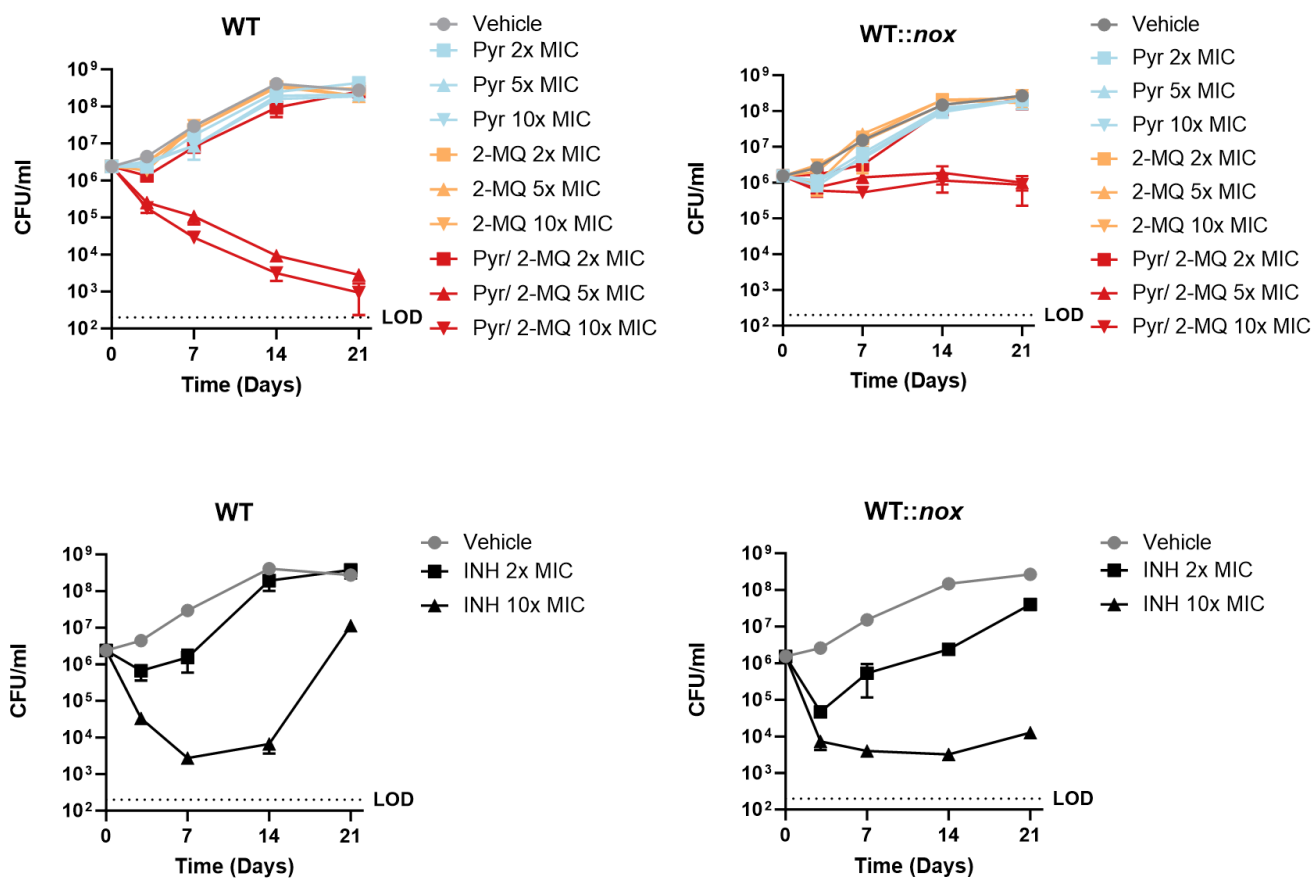 WT
Vehicle
Pyr 2x MIC
Pyr 5x MIC
Pyr 10x MIC
2-MQ 2x MIC
2-MQ 5x MIC
2-MQ 10x MIC
Pyr/ 2-MQ 2x MIC
Pyr/ 2-MQ 5x MIC
Pyr/ 2-MQ 10x MIC
CFU/ml
10⁹
10⁸
10⁷
10⁶
10⁵
10⁴
10³
10²
LOD
0 7 14 21
Time (Days)
WT::nox
Vehicle
Pyr 2x MIC
Pyr 5x MIC
Pyr 10x MIC
2-MQ 2x MIC
2-MQ 5x MIC
2-MQ 10x MIC
Pyr/ 2-MQ 2x MIC
Pyr/ 2-MQ 5x MIC
Pyr/ 2-MQ 10x MIC
CFU/ml
10⁹
10⁸
10⁷
10⁶
10⁵
10⁴
10³
10²
LOD
0 7 14 21
Time (Days)
WT
Vehicle
INH 2x MIC
INH 10x MIC
CFU/ml
10⁹
10⁸
10⁷
10⁶
10⁵
10⁴
10³
10²
LOD
0 7 14 21
Time (Days)
WT::nox
Vehicle
INH 2x MIC
INH 10x MIC
CFU/ml
10⁹
10⁸
10⁷
10⁶
10⁵
10⁴
10³
10²
LOD
0 7 14 21
Time (Days)